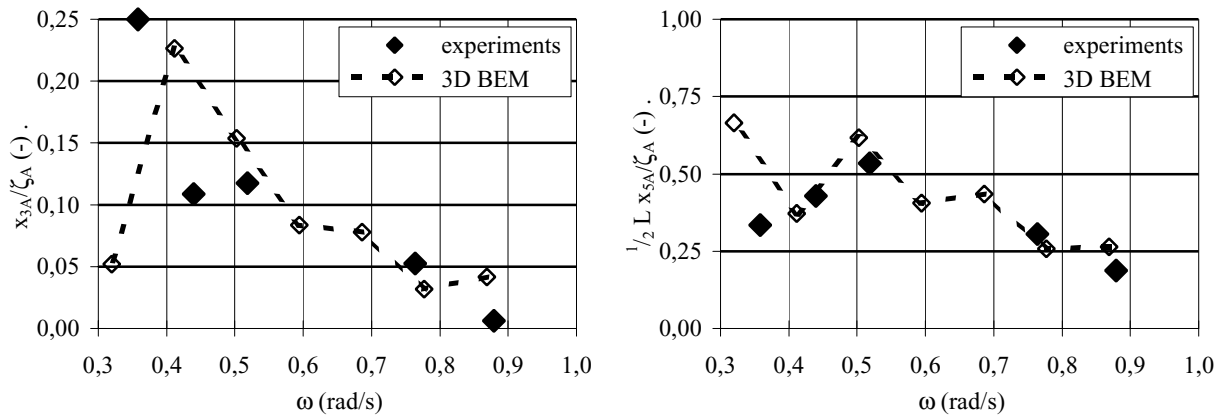 0,25
0,20
0,15
0,10
0,05
0,00
x3A/ζA (-) .
experiments
3D BEM
0,3 0,4 0,5 0,6 0,7 0,8 0,9 1,0
ω (rad/s)
1,00
0,75
0,50
0,25
0,00
1/2 L x5A/ζA (-) .
experiments
3D BEM
0,3 0,4 0,5 0,6 0,7 0,8 0,9 1,0
ω (rad/s)